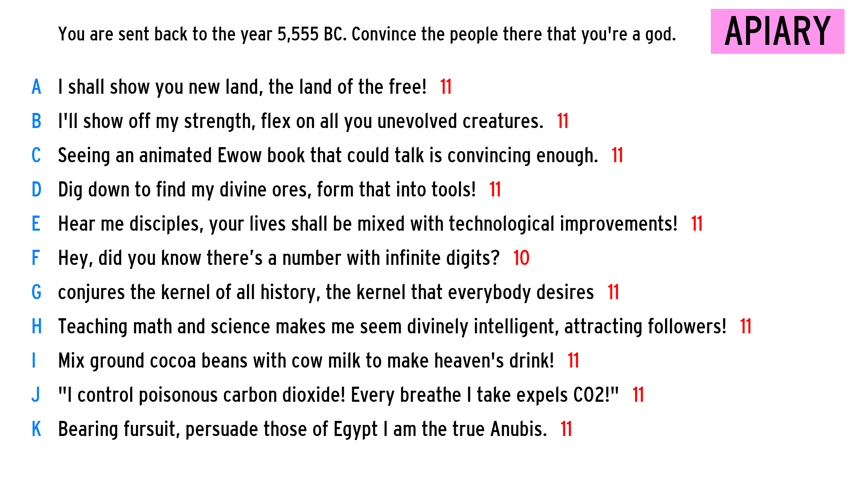 You are sent back to the year 5,555 BC. Convince the people there that you're a god.
APIARY
A I shall show you new land, the land of the free! 11
B I'll show off my strength, flex on all you unevolved creatures. 11
C Seeing an animated Ewow book that could talk is convincing enough. 11
D Dig down to find my divine ores, form that into tools! 11
E Hear me disciples, your lives shall be mixed with technological improvements! 11
F Hey, did you know there’s a number with infinite digits? 10
G conjures the kernel of all history, the kernel that everybody desires 11
H Teaching math and science makes me seem divinely intelligent, attracting followers! 11
I Mix ground cocoa beans with cow milk to make heaven's drink! 11
J "I control poisonous carbon dioxide! Every breathe I take expels CO2!" 11
K Bearing fursuit, persuade those of Egypt I am the true Anubis. 11